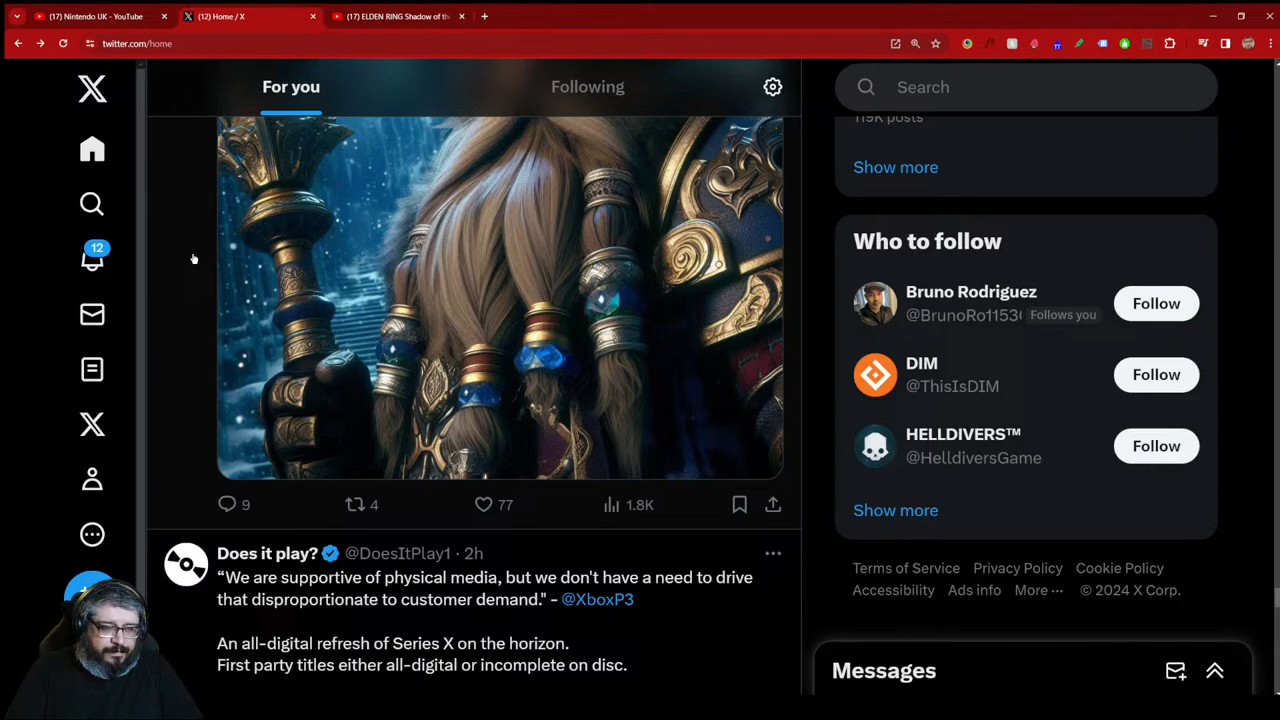 (17) Nintendo UK - YouTube
(12) Home / X
(17) ELDEN RING Shadow of the
twitter.com/home
For you
Following
Search
119K posts
Show more
Who to follow
Bruno Rodriguez
@BrunoRo1153
Follows you
Follow
DIM
@ThisIsDIM
Follow
HELLDIVERS™
@HelldiversGame
Follow
Show more
12
9
4
77
1.8K
Does it play? @DoesItPlay1 · 2h
“We are supportive of physical media, but we don't have a need to drive
that disproportionate to customer demand." - @XboxP3
An all-digital refresh of Series X on the horizon.
First party titles either all-digital or incomplete on disc.
Terms of Service Privacy Policy Cookie Policy
Accessibility Ads info More ··· © 2024 X Corp.
Messages